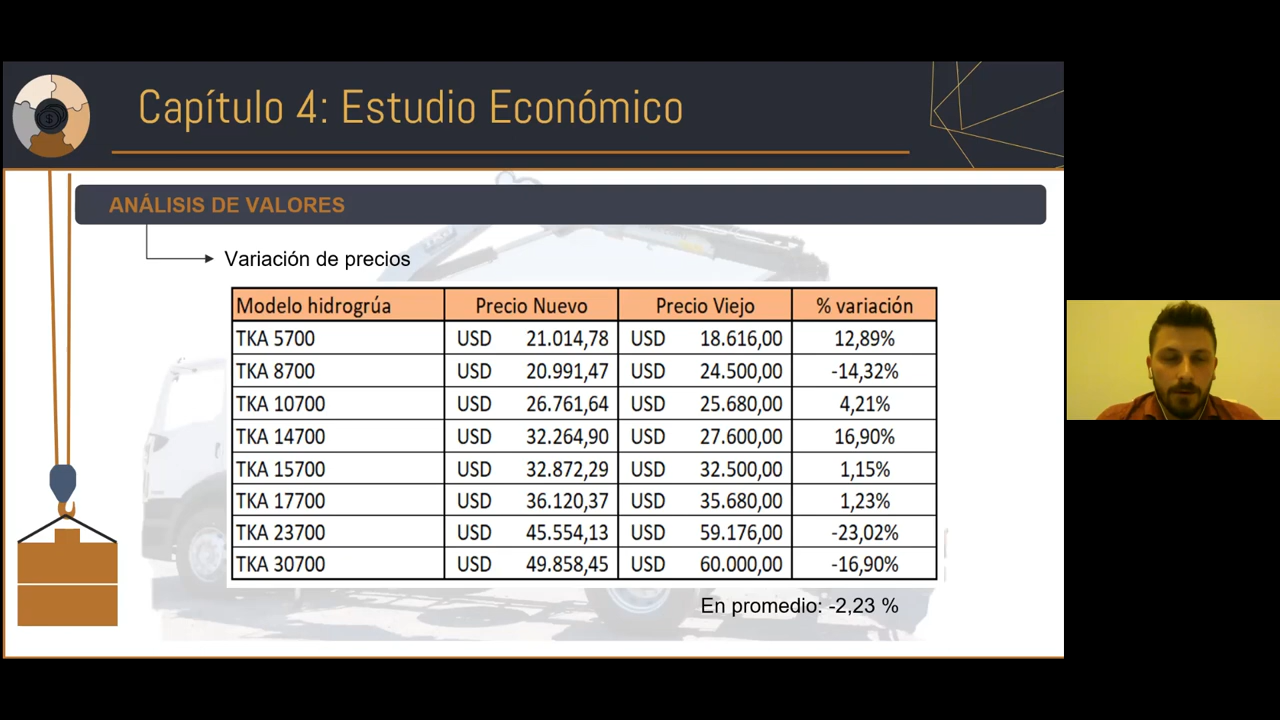 Capítulo 4: Estudio Económico
ANÁLISIS DE VALORES
Variación de precios
Modelo hidrogrúa Precio Nuevo Precio Viejo % variación
TKA 5700 USD 21.014,78 USD 18.616,00 12,89%
TKA 8700 USD 20.991,47 USD 24.500,00 -14,32%
TKA 10700 USD 26.761,64 USD 25.680,00 4,21%
TKA 14700 USD 32.264,90 USD 27.600,00 16,90%
TKA 15700 USD 32.872,29 USD 32.500,00 1,15%
TKA 17700 USD 36.120,37 USD 35.680,00 1,23%
TKA 23700 USD 45.554,13 USD 59.176,00 -23,02%
TKA 30700 USD 49.858,45 USD 60.000,00 -16,90%
En promedio: -2,23 %